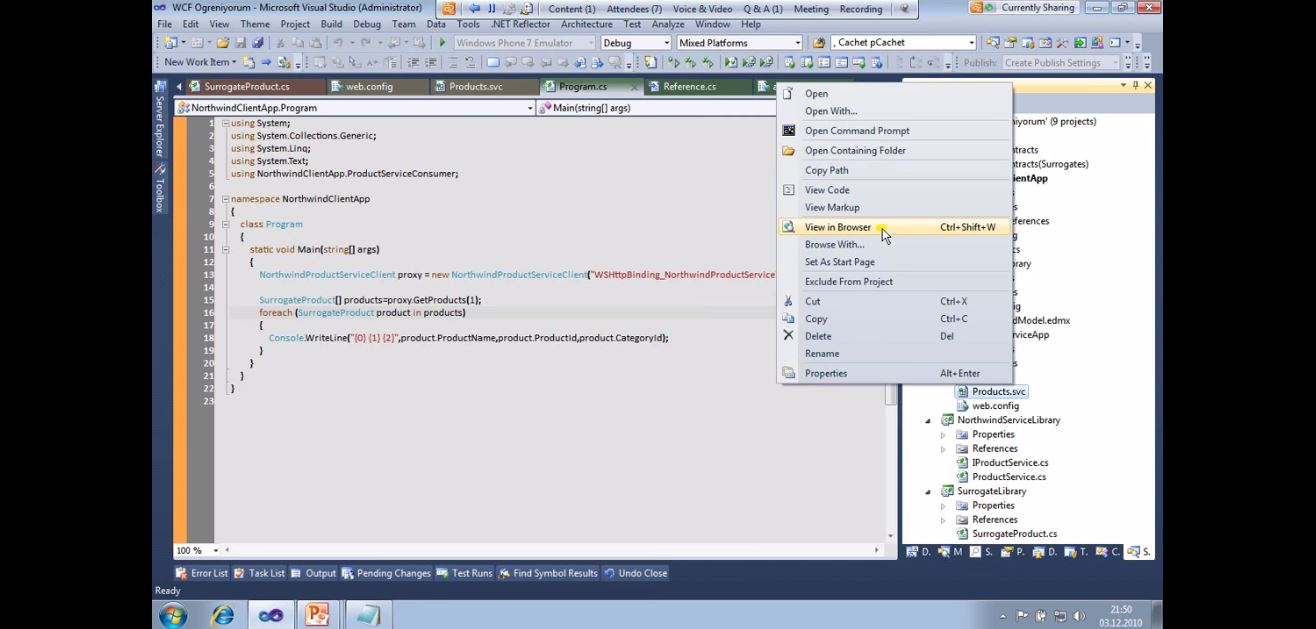 WCF Ogreniyorum - Microsoft Visual Studio (Administrator)
Content (1) Attendees (7) Voice & Video Q & A (1) Meeting Recording
Currently Sharing
File Edit View Theme Project Build Debug Team Data Tools .NET Reflector Architecture Test Analyze Window Help
Windows Phone 7 Emulator Debug Mixed Platforms , Cachet pCachet
New Work Item Publish: Create Publish Settings
SurrogateProduct.cs web.config Products.svc Program.cs x Reference.cs
NorthwindClientApp.Program Main(string[] args)
Server Explorer
Toolbox
1 using System;
2 using System.Collections.Generic;
3 using System.Linq;
4 using System.Text;
5 using NorthwindClientApp.ProductServiceConsumer;
6
7 namespace NorthwindClientApp
8 {
9 class Program
10 {
11 static void Main(string[] args)
12 {
13 NorthwindProductServiceClient proxy = new NorthwindProductServiceClient("WSHttpBinding_NorthwindProductService
14
15 SurrogateProduct[] products=proxy.GetProducts(1);
16 foreach (SurrogateProduct product in products)
17 {
18 Console.WriteLine("{0} {1} {2}",product.ProductName,product.ProductId,product.CategoryId);
19 }
20 }
21 }
22 }
23
100 %
Open
Open With...
Open Command Prompt
Open Containing Folder
Copy Path
View Code
View Markup
View in Browser Ctrl+Shift+W
Browse With...
Set As Start Page
Exclude From Project
Cut Ctrl+X
Copy Ctrl+C
Delete Del
Rename
Properties Alt+Enter
niyorum' (9 projects)
tracts
tracts(Surrogates)
ientApp
s
eferences
s
rary
s
ig
dModel.edmx
rviceApp
s
s
Products.svc
web.config
NorthwindServiceLibrary
Properties
References
IProductService.cs
ProductService.cs
SurrogateLibrary
Properties
References
SurrogateProduct.cs
D. M S. P. D. T. C. S.
Error List Task List Output Pending Changes Test Runs Find Symbol Results Undo Close
Ready
21:50
03.12.2010